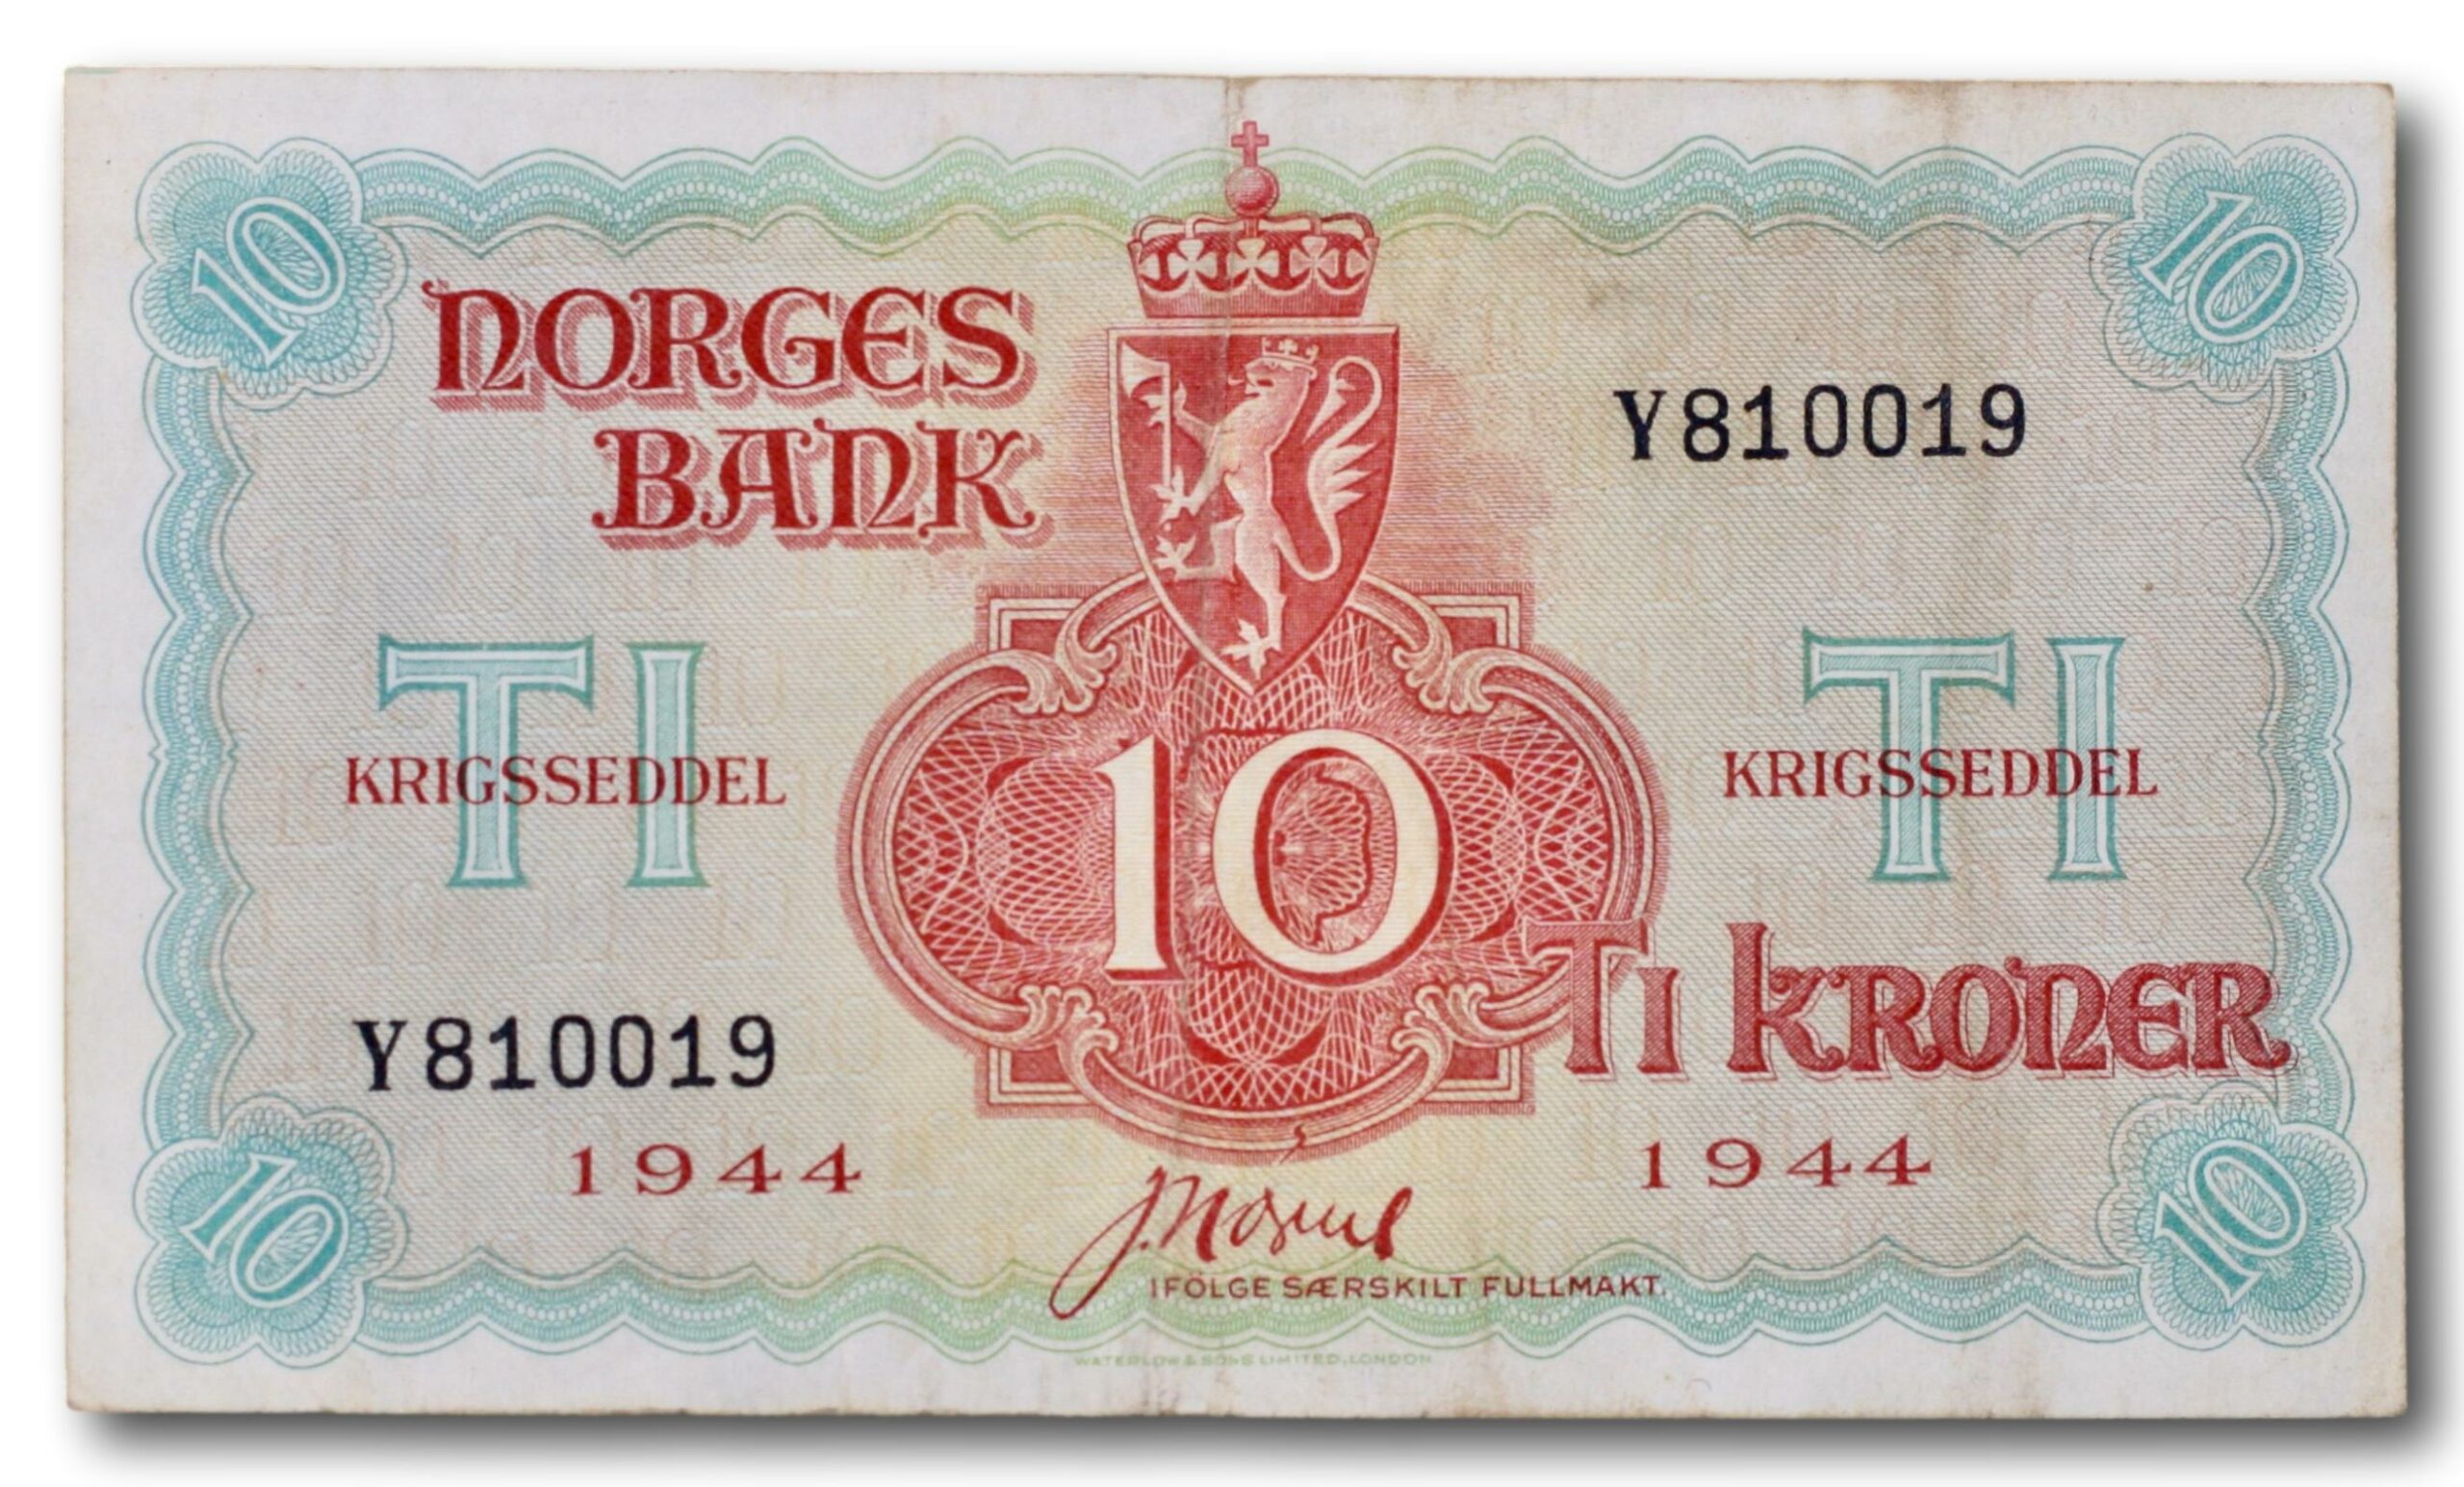 10
10
NORGES
BANK
Y810019
TI
KRIGSSEDDEL
10
TI
KRIGSSEDDEL
TI KRONER
Y810019
1944
1944
10
10
IFÖLGE SÆRSKILT FULLMAKT.
WATERLOW & SONS LIMITED, LONDON